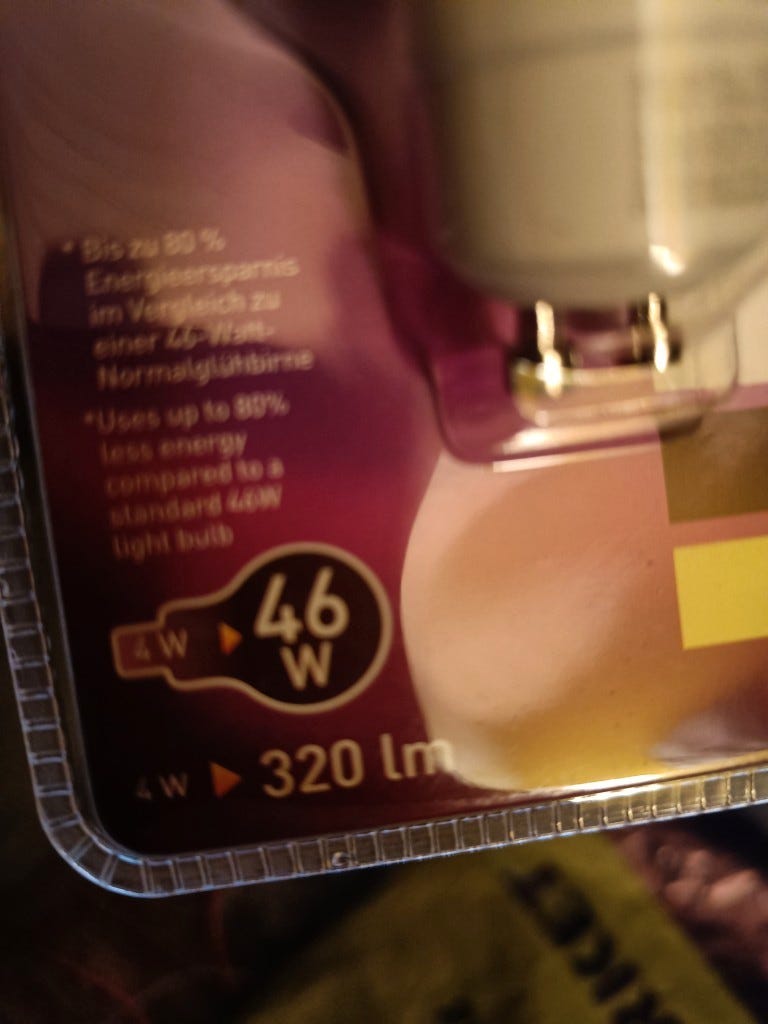 * Bis zu 80 %
Energieersparnis
im Vergleich zu
einer 46-Watt-
Normalglühbirne
*Uses up to 80%
less energy
compared to a
standard 46W
light bulb
4 W 46
W
4 W 320 lm